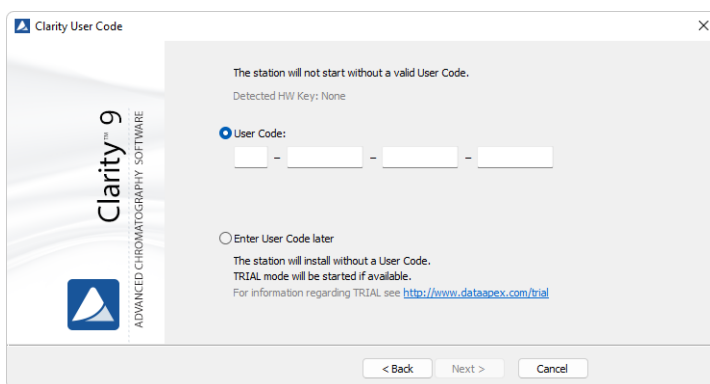 Clarity User Code
The station will not start without a valid User Code.
Detected HW Key: None
User Code:
– – –
Enter User Code later
The station will install without a User Code.
TRIAL mode will be started if available.
For information regarding TRIAL see http://www.dataapex.com/trial
Clarity™ 9
ADVANCED CHROMATOGRAPHY SOFTWARE
< Back Next > Cancel